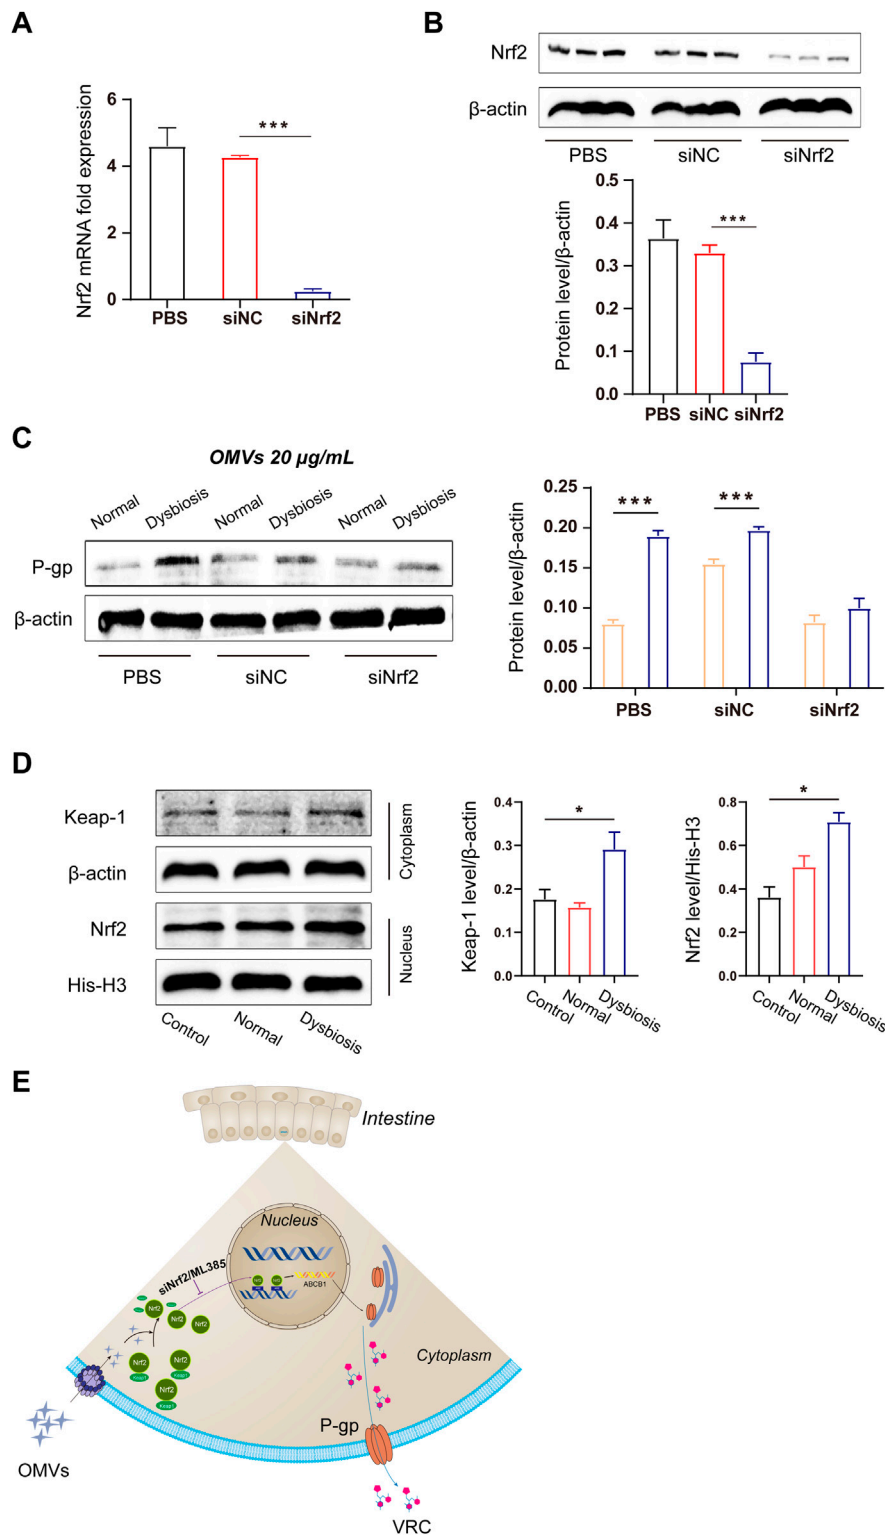 A
Nrf2 mRNA fold expression
6
4
2
0
***
PBS siNC siNrf2
B
Nrf2
β-actin
PBS siNC siNrf2
Protein level/β-actin
0.5
0.4
0.3
0.2
0.1
0.0
***
PBS siNC siNrf2
C
OMVs 20 μg/mL
Normal Dysbiosis Normal Dysbiosis Normal Dysbiosis
P-gp
β-actin
PBS siNC siNrf2
Protein level/β-actin
0.25
0.20
0.15
0.10
0.05
0.00
*** ***
PBS siNC siNrf2
D
Keap-1
β-actin
Cytoplasm
Nrf2
His-H3
Nucleus
Control Normal Dysbiosis
Keap-1 level/β-actin
0.4
0.3
0.2
0.1
0.0
*
Control Normal Dysbiosis
Nrf2 level/His-H3
0.8
0.6
0.4
0.2
0.0
*
Control Normal Dysbiosis
E
Intestine
Nucleus
siNrf2/ML385
Nrf2 Nrf2
ABCB1
Nrf2
Nrf2
Nrf2
Nrf2
Nrf2 Nrf2
Keap1 Keap1
Nrf2
Keap1
Cytoplasm
P-gp
OMVs
VRC